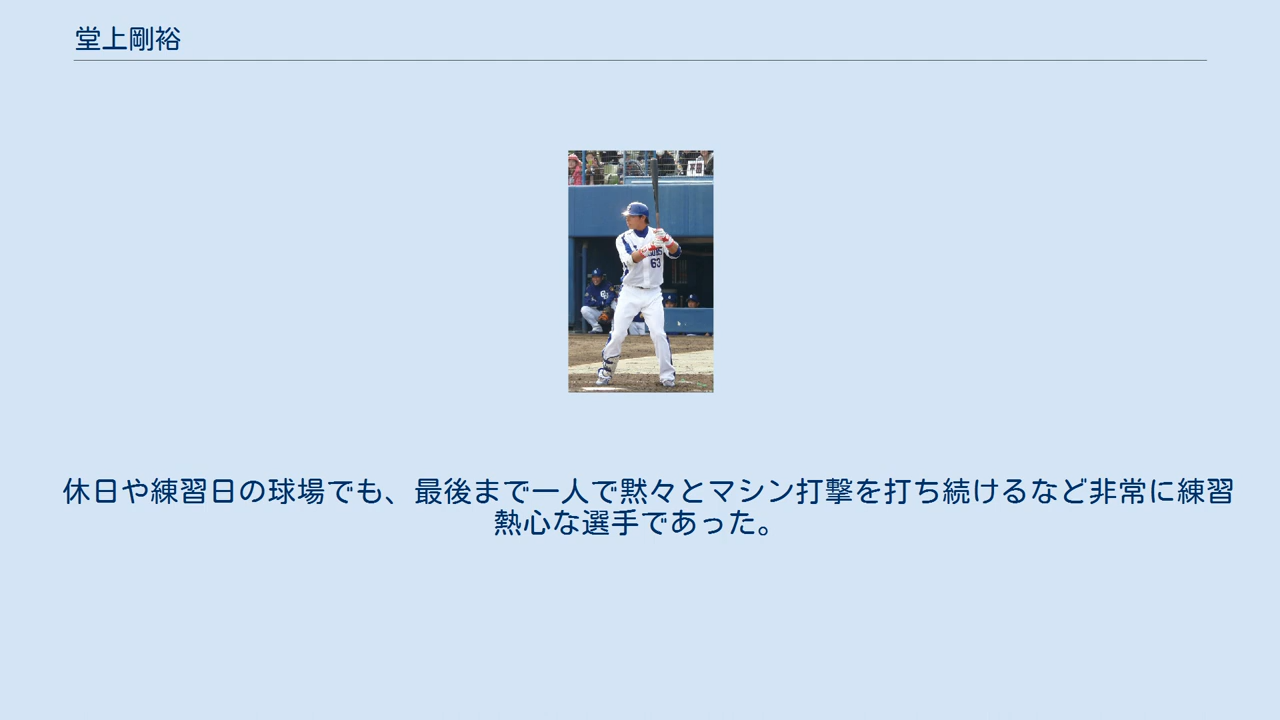 堂上剛裕
63
休日や練習日の球場でも、最後まで一人で黙々とマシン打撃を打ち続けるなど非常に練習
熱心な選手であった。